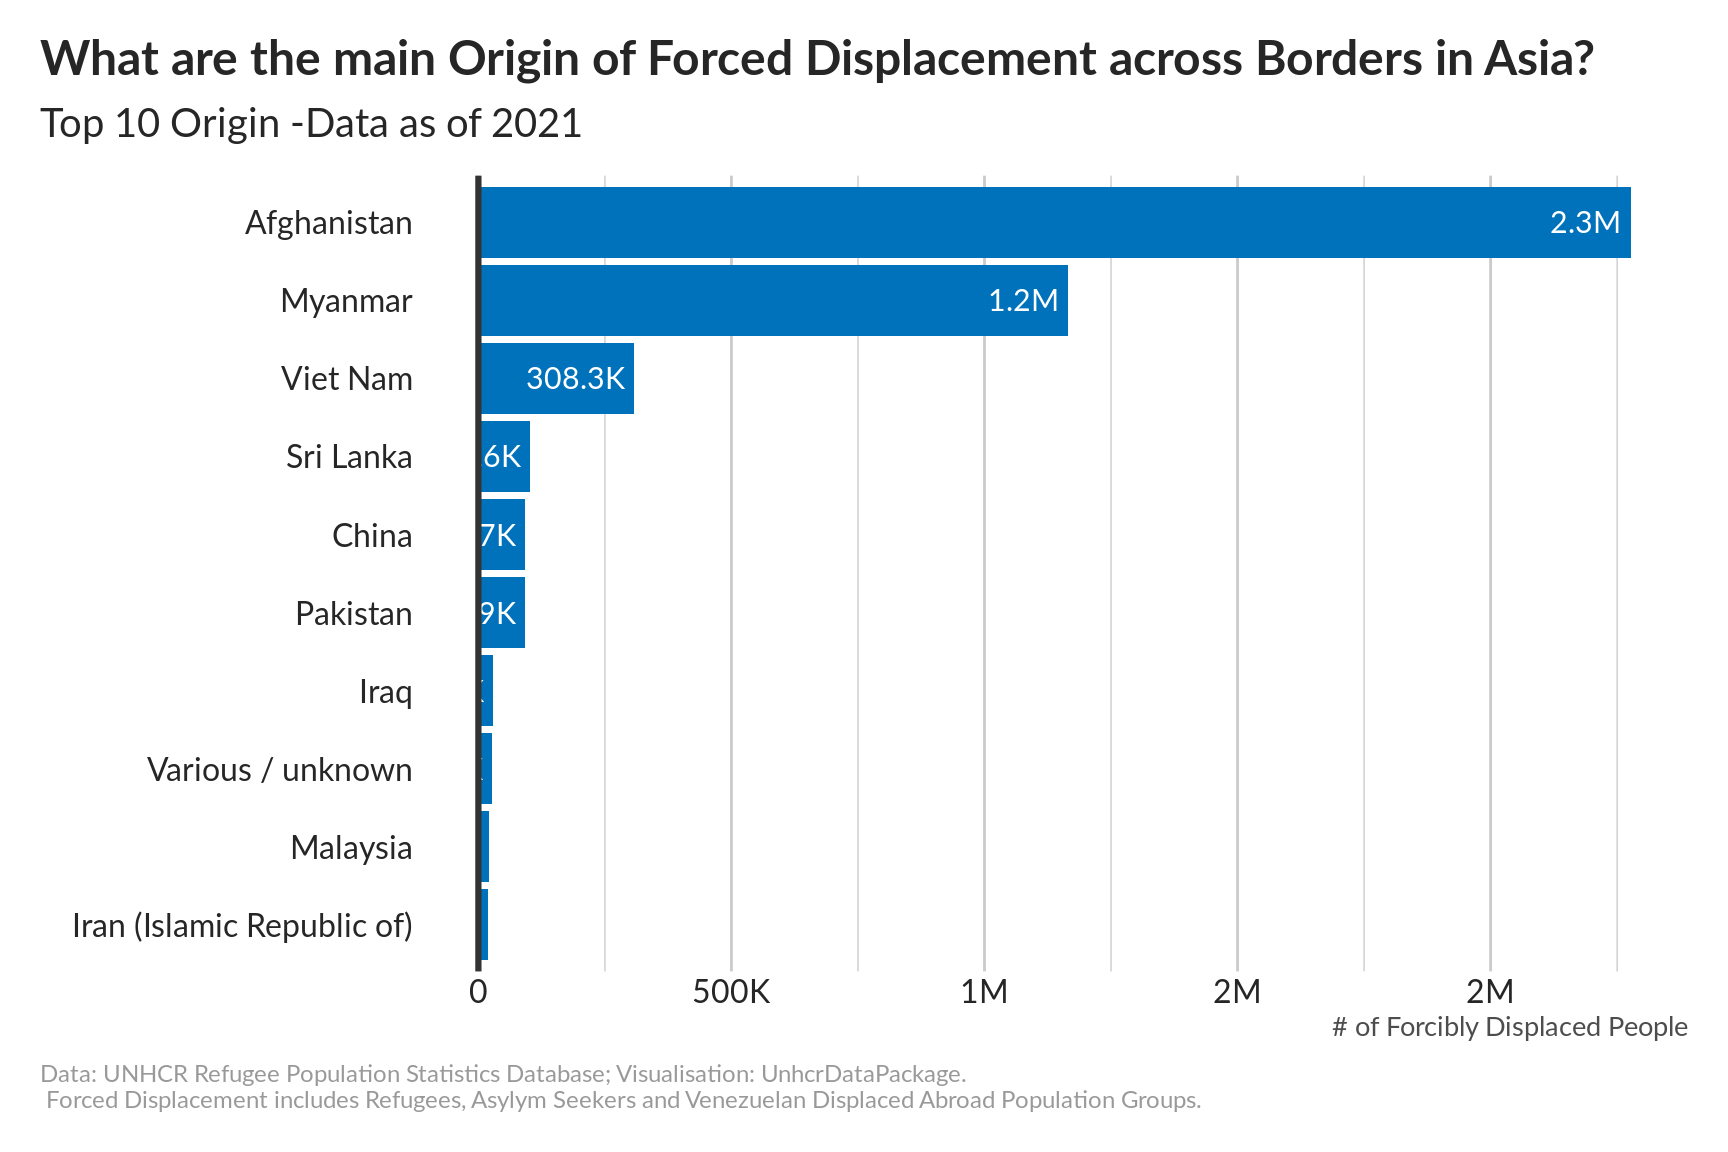 What are the main Origin of Forced Displacement across Borders in Asia?
Top 10 Origin -Data as of 2021
Afghanistan 2.3M
Myanmar 1.2M
Viet Nam 308.3K
Sri Lanka 6K
China 7K
Pakistan 9K
Iraq
Various / unknown
Malaysia
Iran (Islamic Republic of)
0 500K 1M 2M 2M
# of Forcibly Displaced People
Data: UNHCR Refugee Population Statistics Database; Visualisation: UnhcrDataPackage.
Forced Displacement includes Refugees, Asylym Seekers and Venezuelan Displaced Abroad Population Groups.